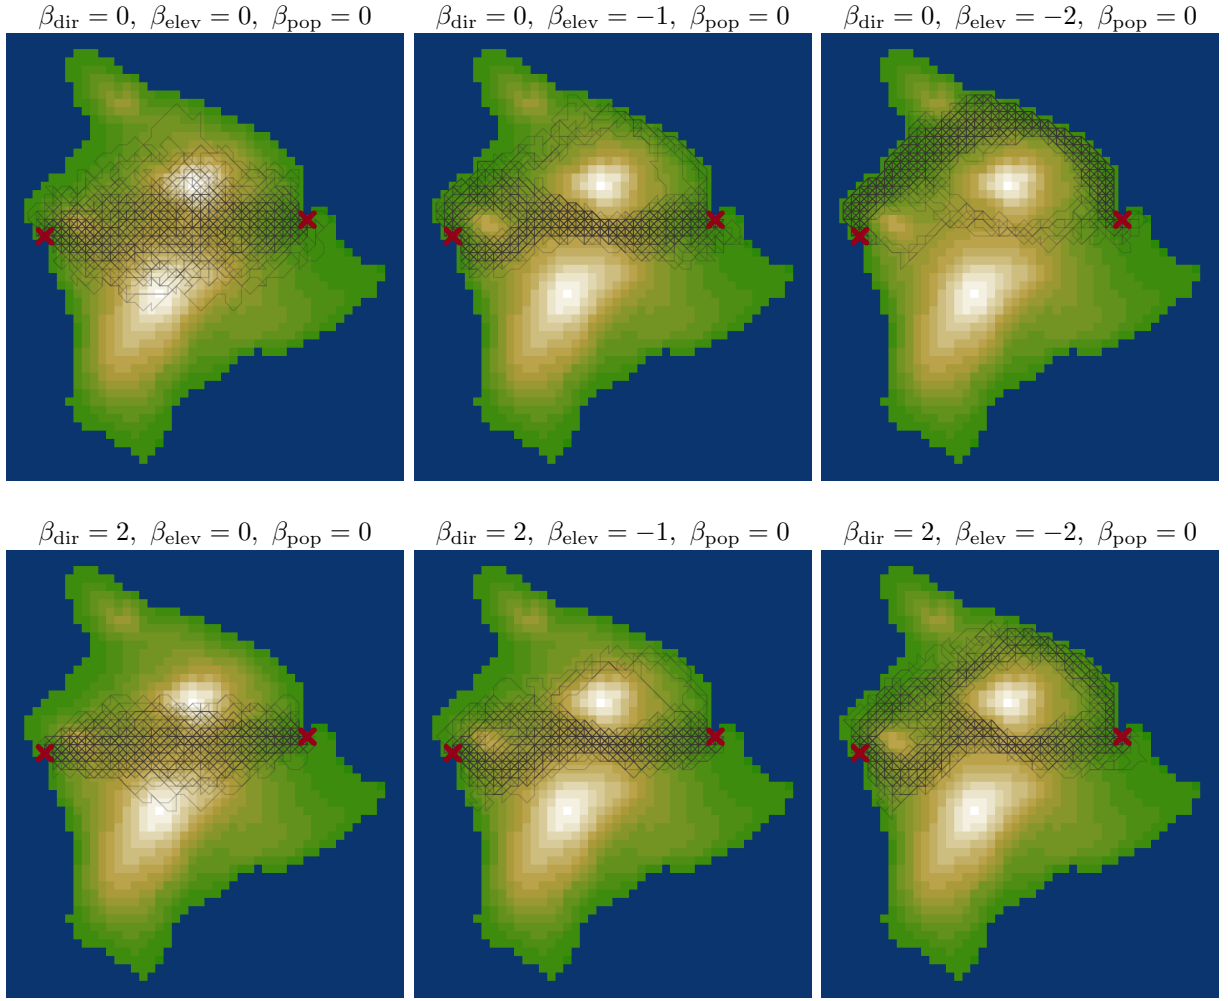 β_dir = 0, β_elev = 0, β_pop = 0
β_dir = 0, β_elev = −1, β_pop = 0
β_dir = 0, β_elev = −2, β_pop = 0
β_dir = 2, β_elev = 0, β_pop = 0
β_dir = 2, β_elev = −1, β_pop = 0
β_dir = 2, β_elev = −2, β_pop = 0